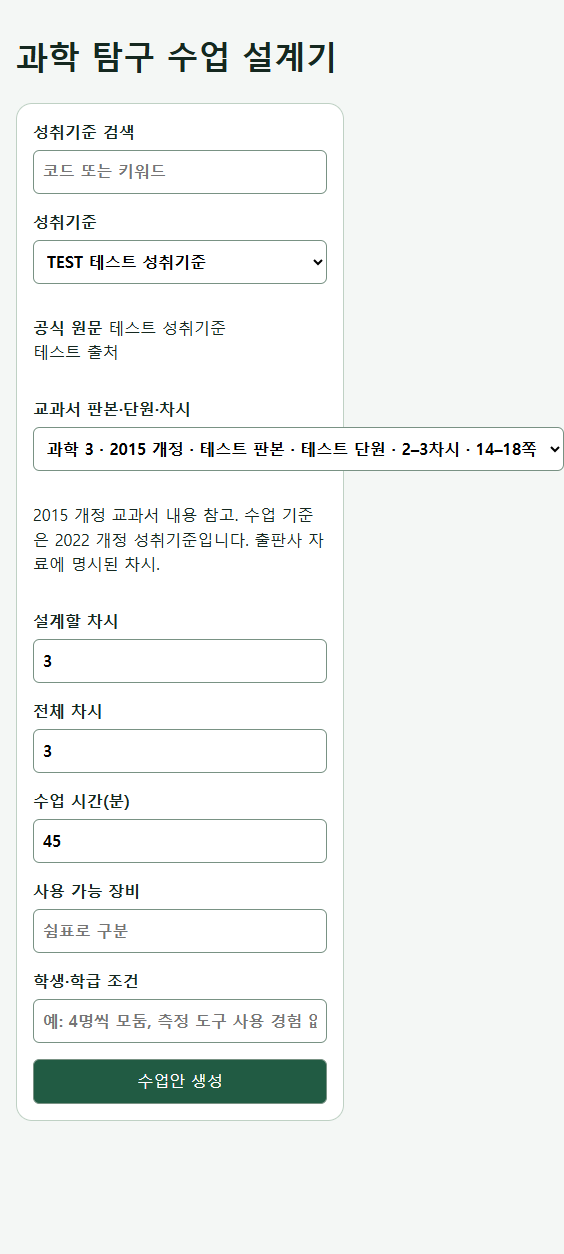 과학 탐구 수업 설계기
성취기준 검색
코드 또는 키워드
성취기준
TEST 테스트 성취기준
공식 원문 테스트 성취기준
테스트 출처
교과서 판본·단원·차시
과학 3 · 2015 개정 · 테스트 판본 · 테스트 단원 · 2–3차시 · 14–18쪽
2015 개정 교과서 내용 참고. 수업 기준
은 2022 개정 성취기준입니다. 출판사 자
료에 명시된 차시.
설계할 차시
3
전체 차시
3
수업 시간(분)
45
사용 가능 장비
쉼표로 구분
학생·학급 조건
예: 4명씩 모둠, 측정 도구 사용 경험
수업안 생성